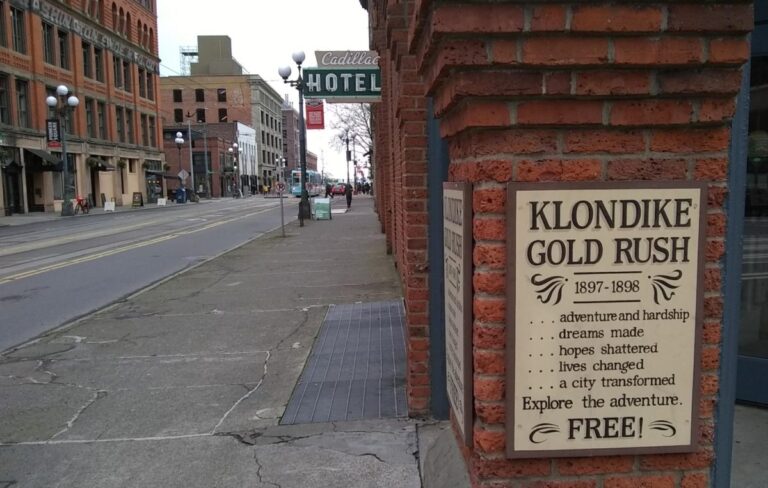 Cadillac
HOTEL
KLONDIKE
GOLD RUSH
1897-1898
. . . . adventure and hardship
. . . . dreams made
. . . . hopes shattered
. . . . lives changed
. . . . a city transformed
Explore the adventure.
FREE!
KLONDIKE